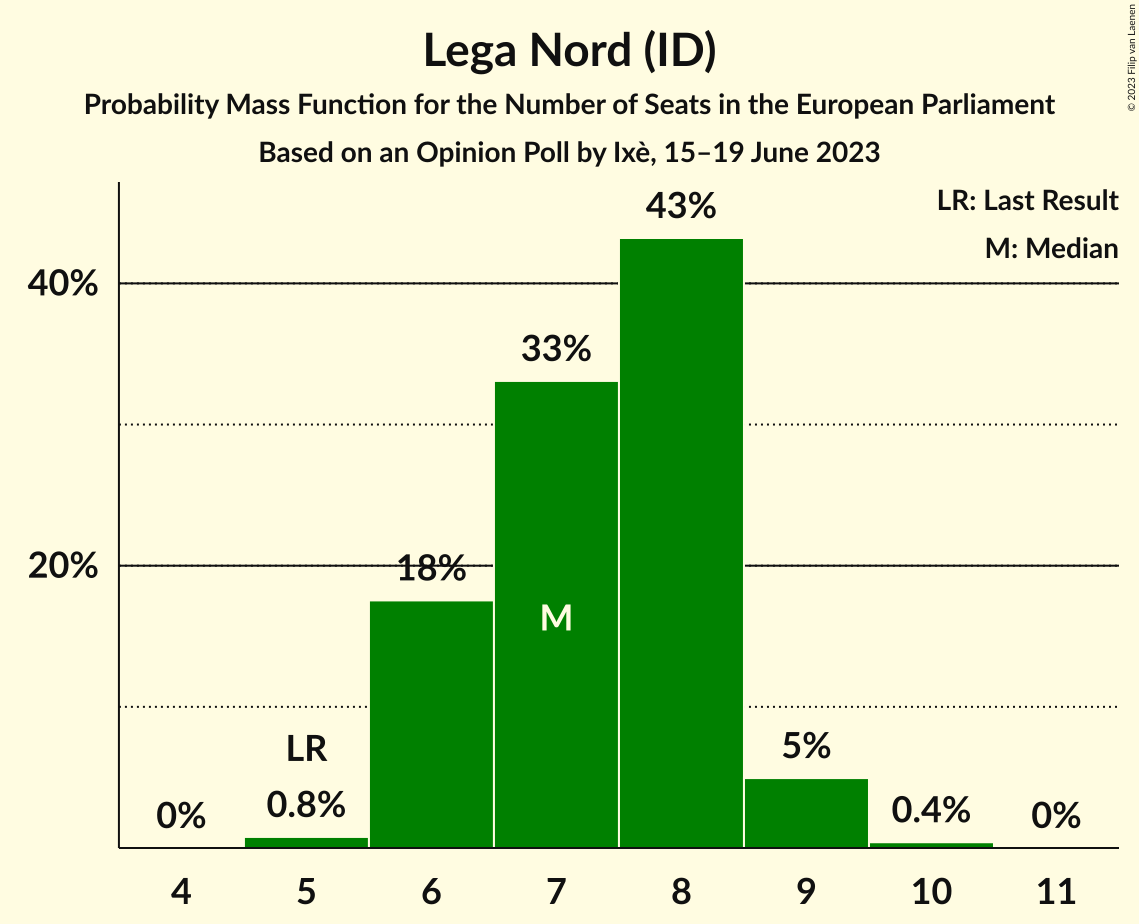 Lega Nord (ID)
Probability Mass Function for the Number of Seats in the European Parliament
Based on an Opinion Poll by Ixè, 15–19 June 2023
© 2023 Filip van Laenen
LR: Last Result
M: Median
40%
20%
0%
LR
0.8%
18%
33%
M
43%
5%
0.4%
0%
4 5 6 7 8 9 10 11